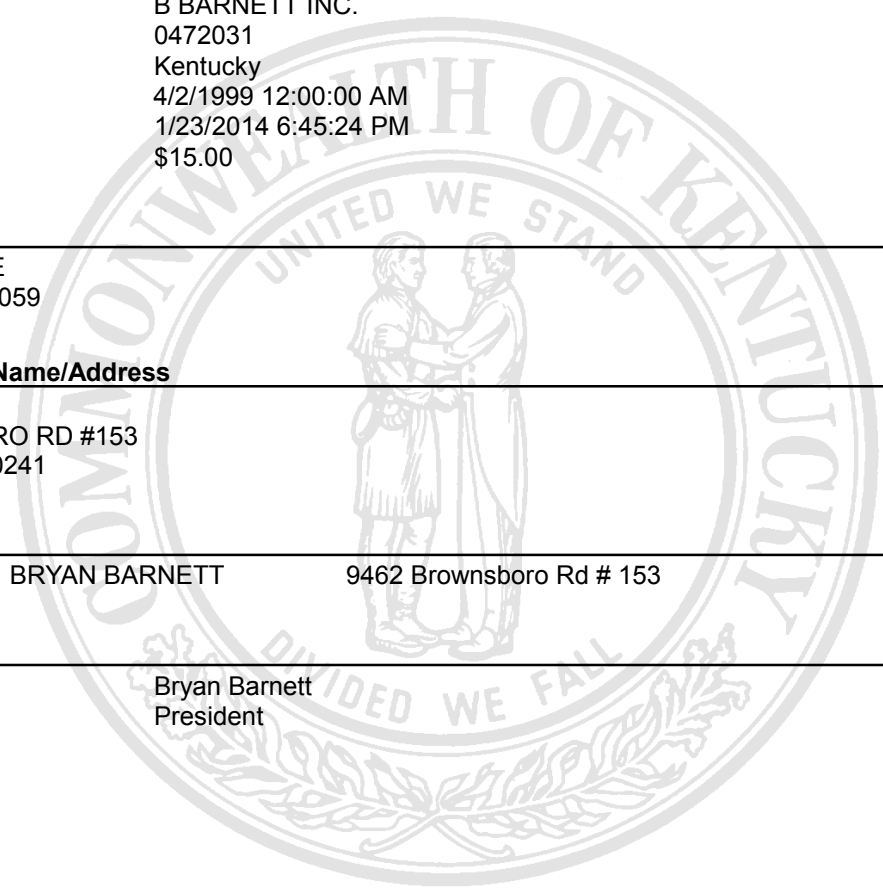 B BARNETT INC.
0472031
Kentucky
4/2/1999 12:00:00 AM
1/23/2014 6:45:24 PM
$15.00
E
059
Name/Address
RO RD #153
0241
BRYAN BARNETT 9462 Brownsboro Rd # 153
Bryan Barnett
President
COMMONWEALTH OF KENTUCKY
UNITED WE STAND
DIVIDED WE FALL